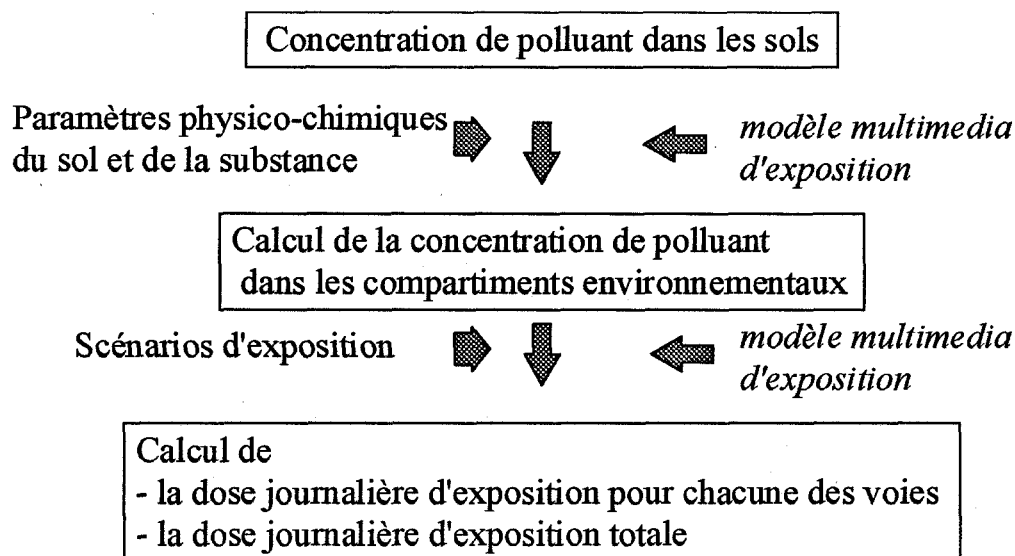 Concentration de polluant dans les sols
Paramètres physico-chimiques
du sol et de la substance
modèle multimedia
d'exposition
Calcul de la concentration de polluant
dans les compartiments environnementaux
Scénarios d'exposition
modèle multimedia
d'exposition
Calcul de
- la dose journalière d'exposition pour chacune des voies
- la dose journalière d'exposition totale